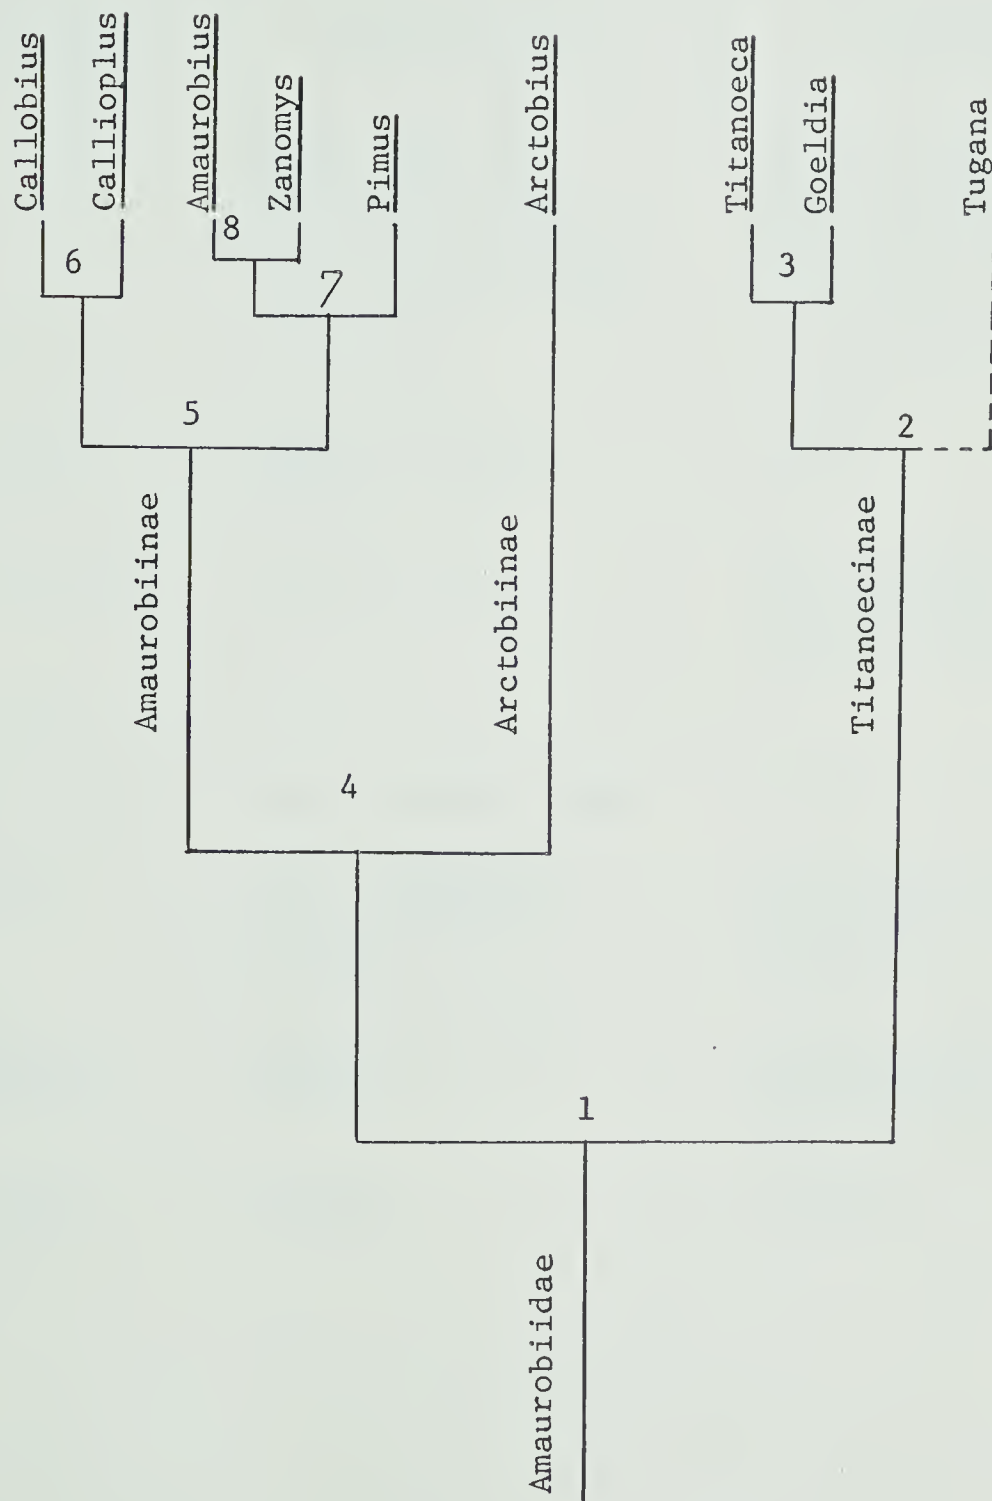 Callobius
Callioplus
Amaurobius
Zanomys
Pimus
Arctobius
Titanoeca
Goeldia
Tugana
6
8
7
3
5
2
Amaurobiinae
Arctobiinae
Titanoecinae
4
1
Amaurobiidae